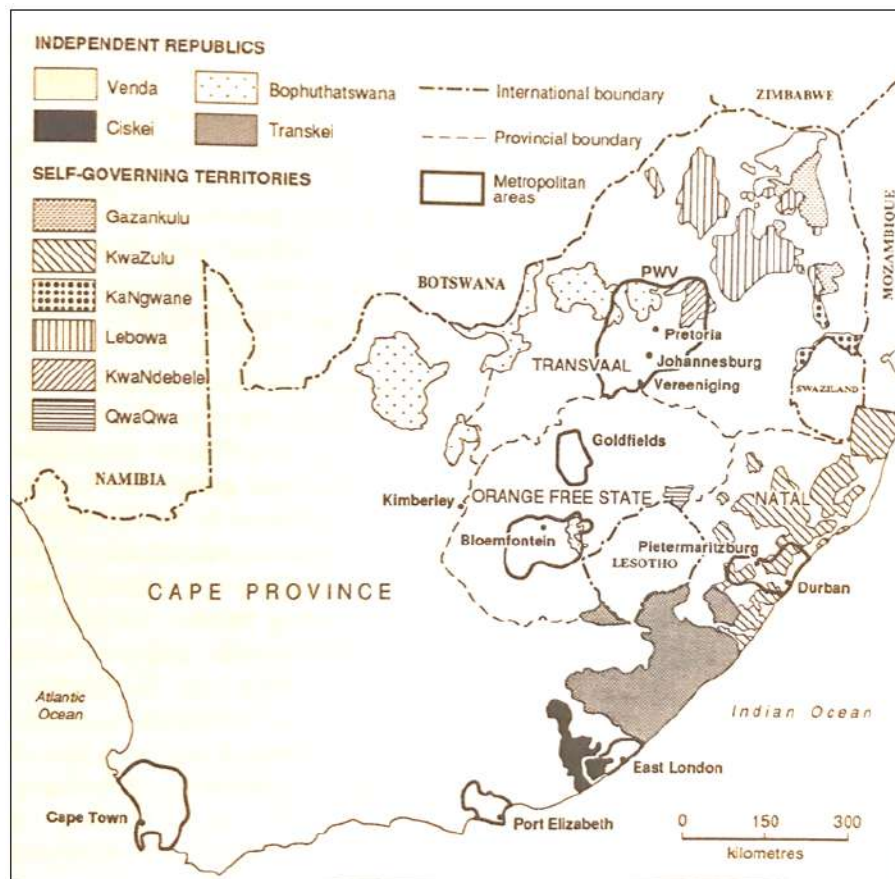 INDEPENDENT REPUBLICS
Venda
Bophuthatswana
Ciskei
Transkei
International boundary
Provincial boundary
Metropolitan
areas
SELF-GOVERNING TERRITORIES
Gazankulu
KwaZulu
KaNgwane
Lebowa
KwaNdebele
QwaQwa
ZIMBABWE
MOZAMBIQUE
BOTSWANA
PWV
Pretoria
Johannesburg
TRANSVAAL
Vereeniging
SWAZILAND
Goldfields
NAMIBIA
Kimberley
ORANGE FREE STATE
NATAL
Bloemfontein
Pietermaritzburg
LESOTHO
Durban
CAPE PROVINCE
Atlantic
Ocean
Indian Ocean
East London
Cape Town
Port Elizabeth
0 150 300
kilometres